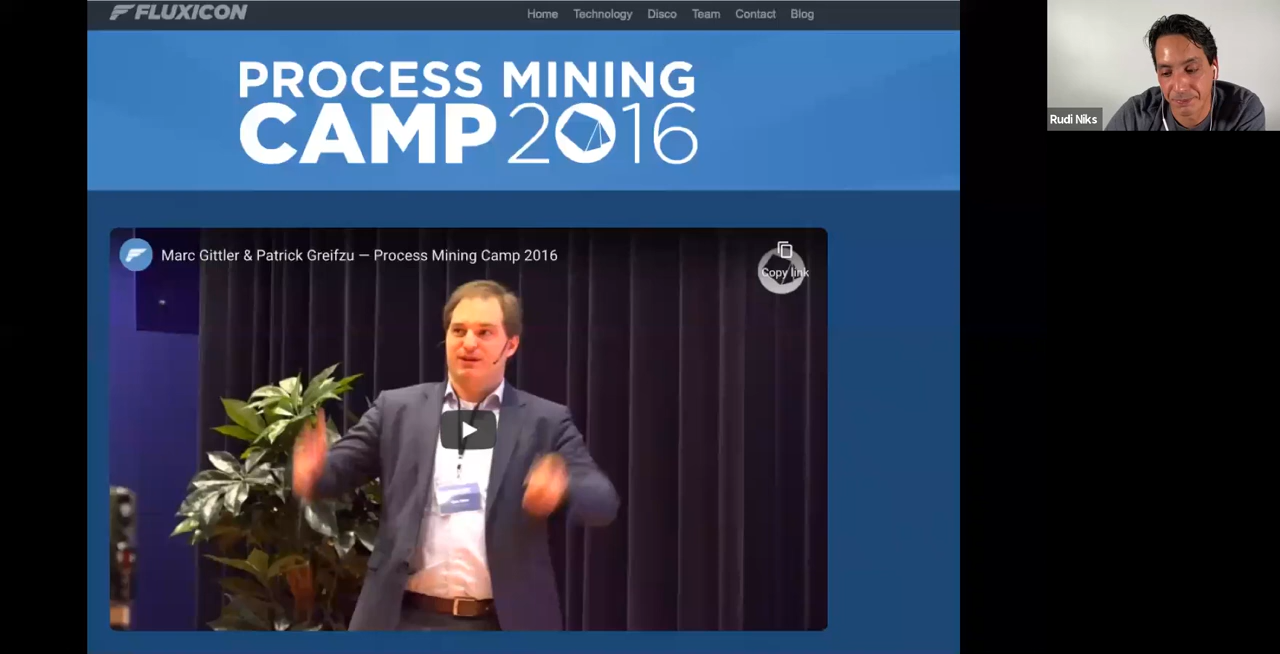 FLUXICON
Home Technology Disco Team Contact Blog
PROCESS MINING
CAMP 2016
Marc Gittler & Patrick Greifzu — Process Mining Camp 2016
Copy link
Rudi Niks